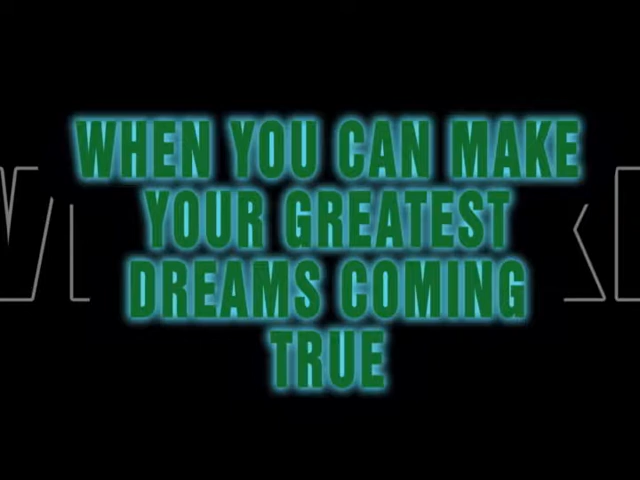 WHEN YOU CAN MAKE
YOUR GREATEST
DREAMS COMING
TRUE